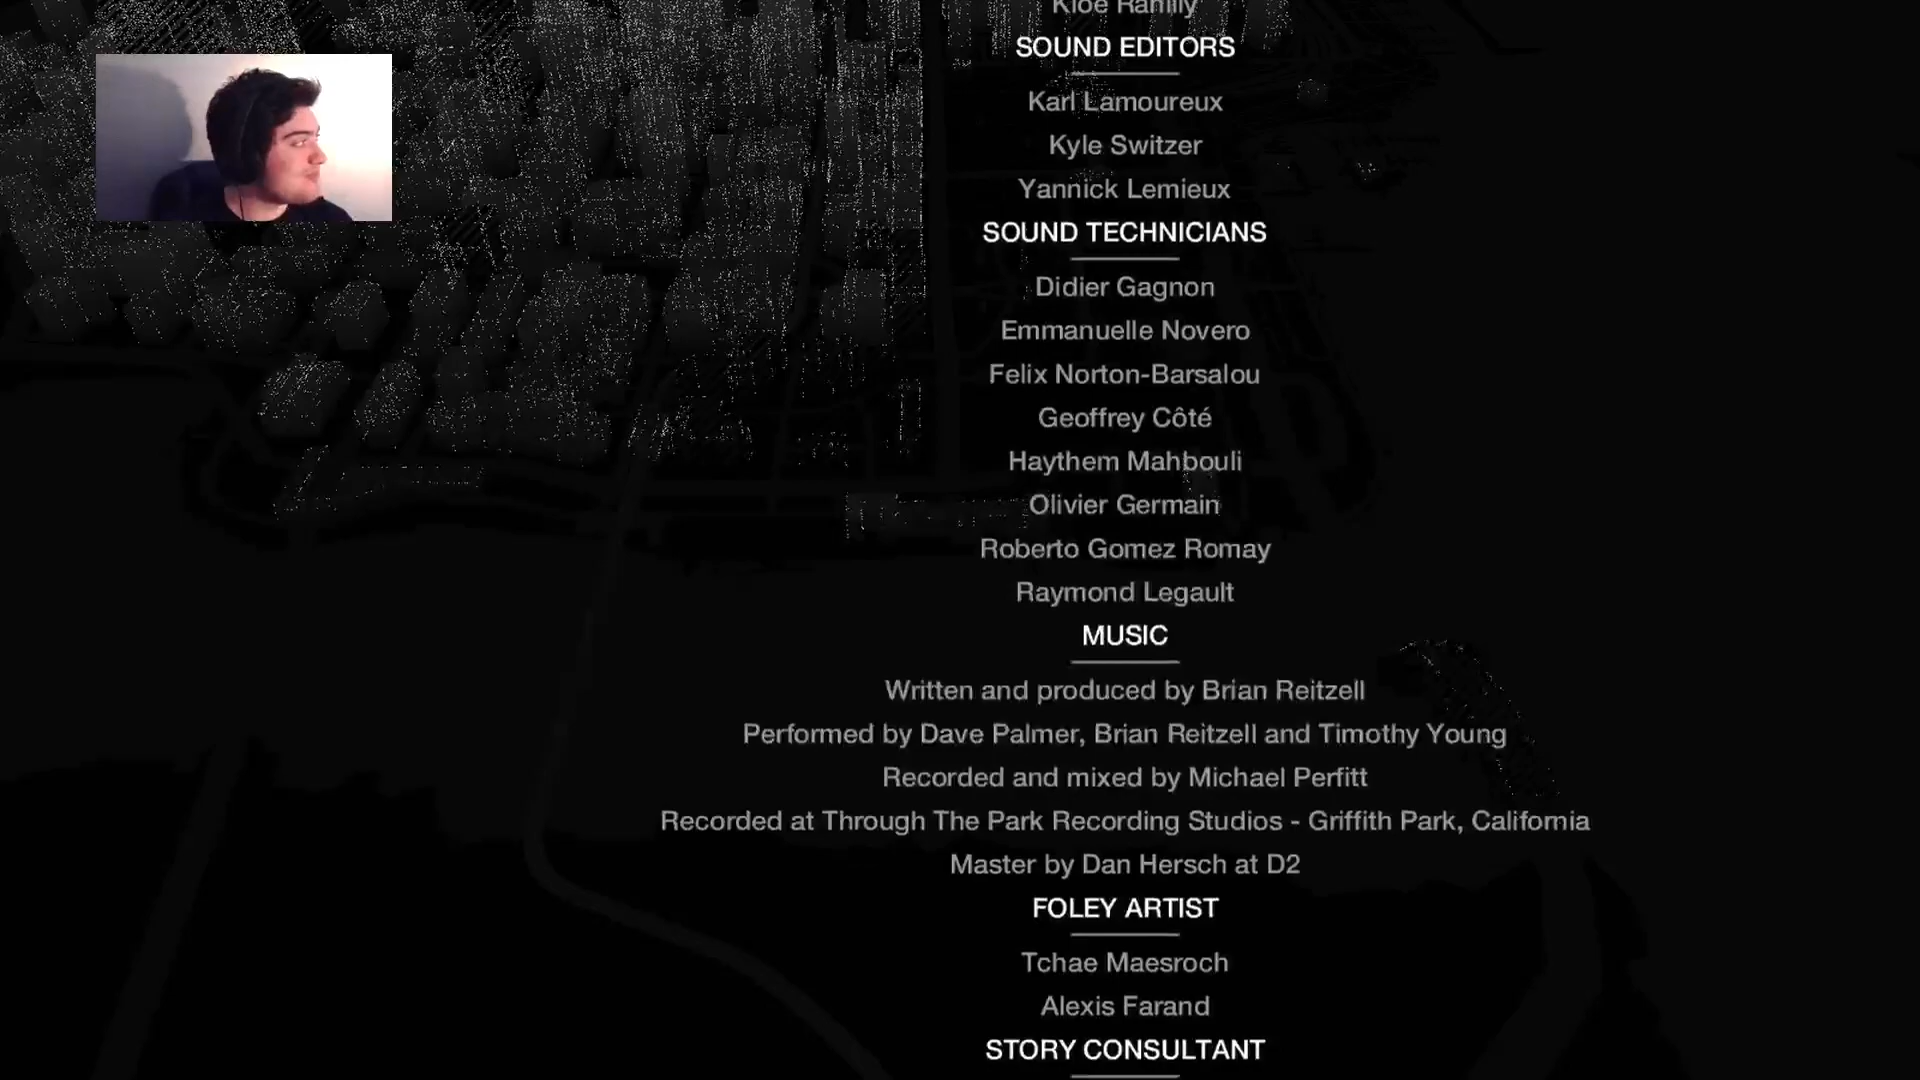 SOUND EDITORS
Karl Lamoureux
Kyle Switzer
Yannick Lemieux
SOUND TECHNICIANS
Didier Gagnon
Emmanuelle Novero
Felix Norton-Barsalou
Geoffrey Côté
Haythem Mahbouli
Olivier Germain
Roberto Gomez Romay
Raymond Legault
MUSIC
Written and produced by Brian Reitzell
Performed by Dave Palmer, Brian Reitzell and Timothy Young
Recorded and mixed by Michael Perfitt
Recorded at Through The Park Recording Studios - Griffith Park, California
Master by Dan Hersch at D2
FOLEY ARTIST
Tchae Maesroch
Alexis Farand
STORY CONSULTANT